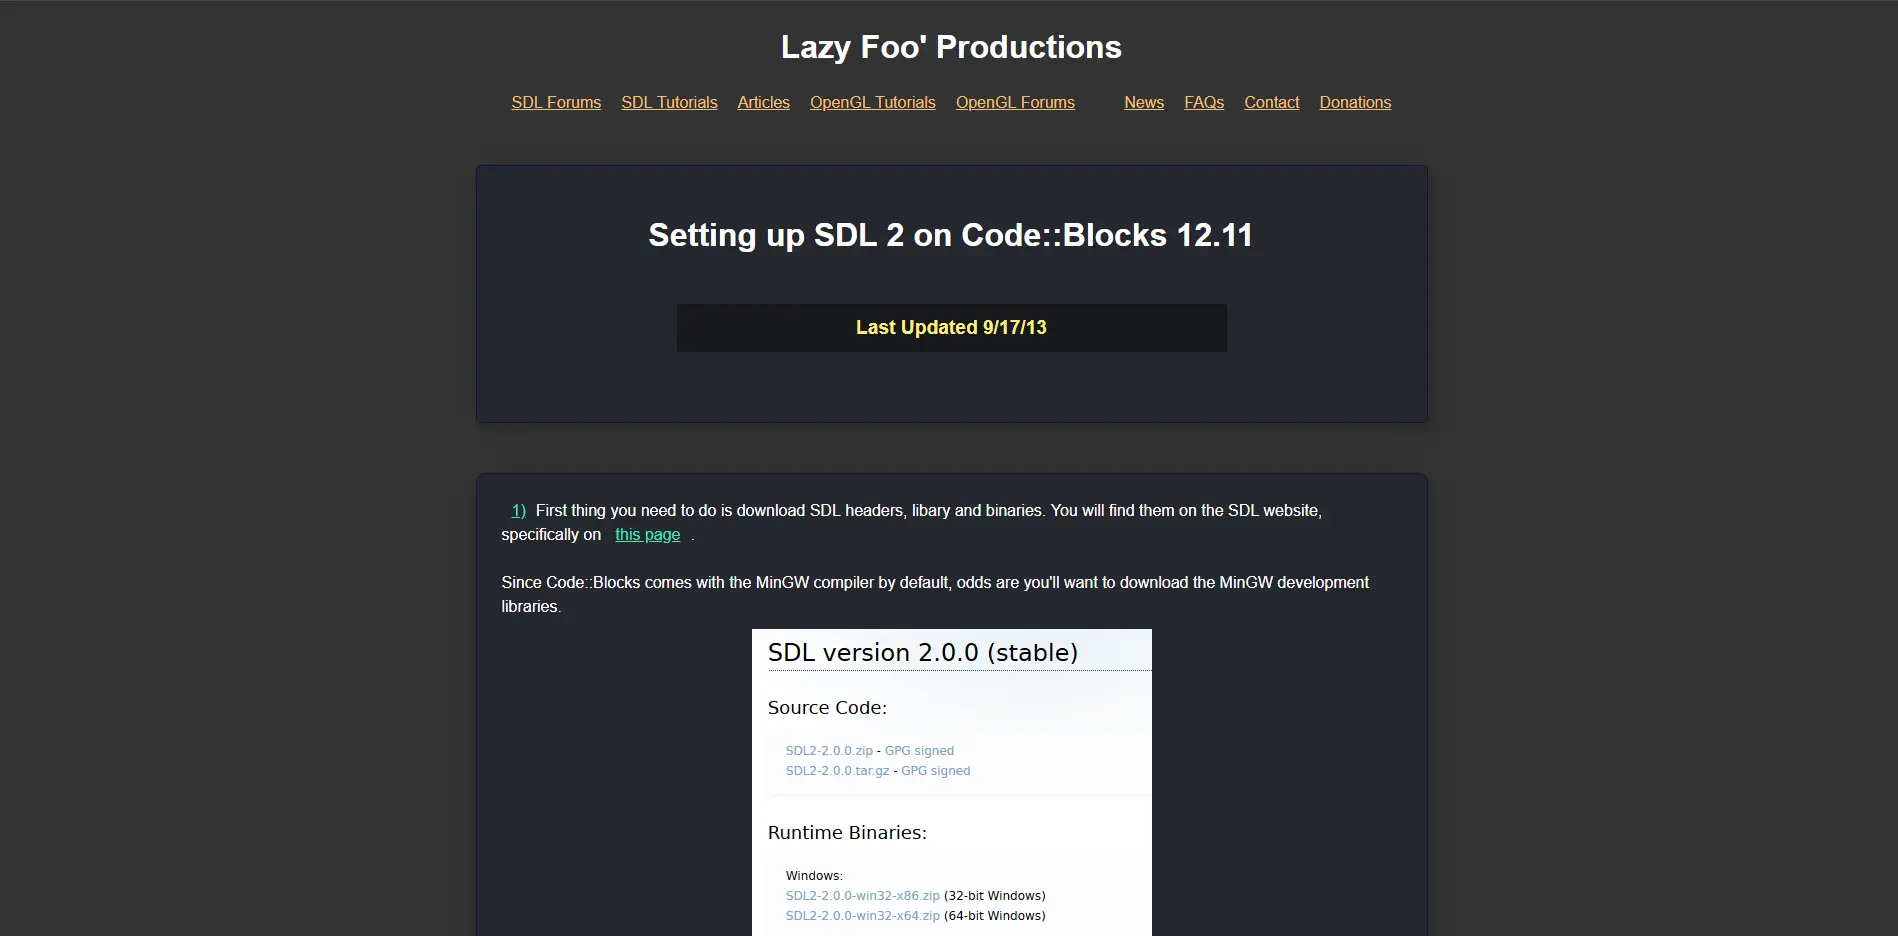 Lazy Foo' Productions
SDL Forums SDL Tutorials Articles OpenGL Tutorials OpenGL Forums News FAQs Contact Donations
Setting up SDL 2 on Code::Blocks 12.11
Last Updated 9/17/13
1) First thing you need to do is download SDL headers, libary and binaries. You will find them on the SDL website,
specifically on this page .
Since Code::Blocks comes with the MinGW compiler by default, odds are you'll want to download the MinGW development
libraries.
SDL version 2.0.0 (stable)
Source Code:
SDL2-2.0.0.zip - GPG signed
SDL2-2.0.0.tar.gz - GPG signed
Runtime Binaries:
Windows:
SDL2-2.0.0-win32-x86.zip (32-bit Windows)
SDL2-2.0.0-win32-x64.zip (64-bit Windows)